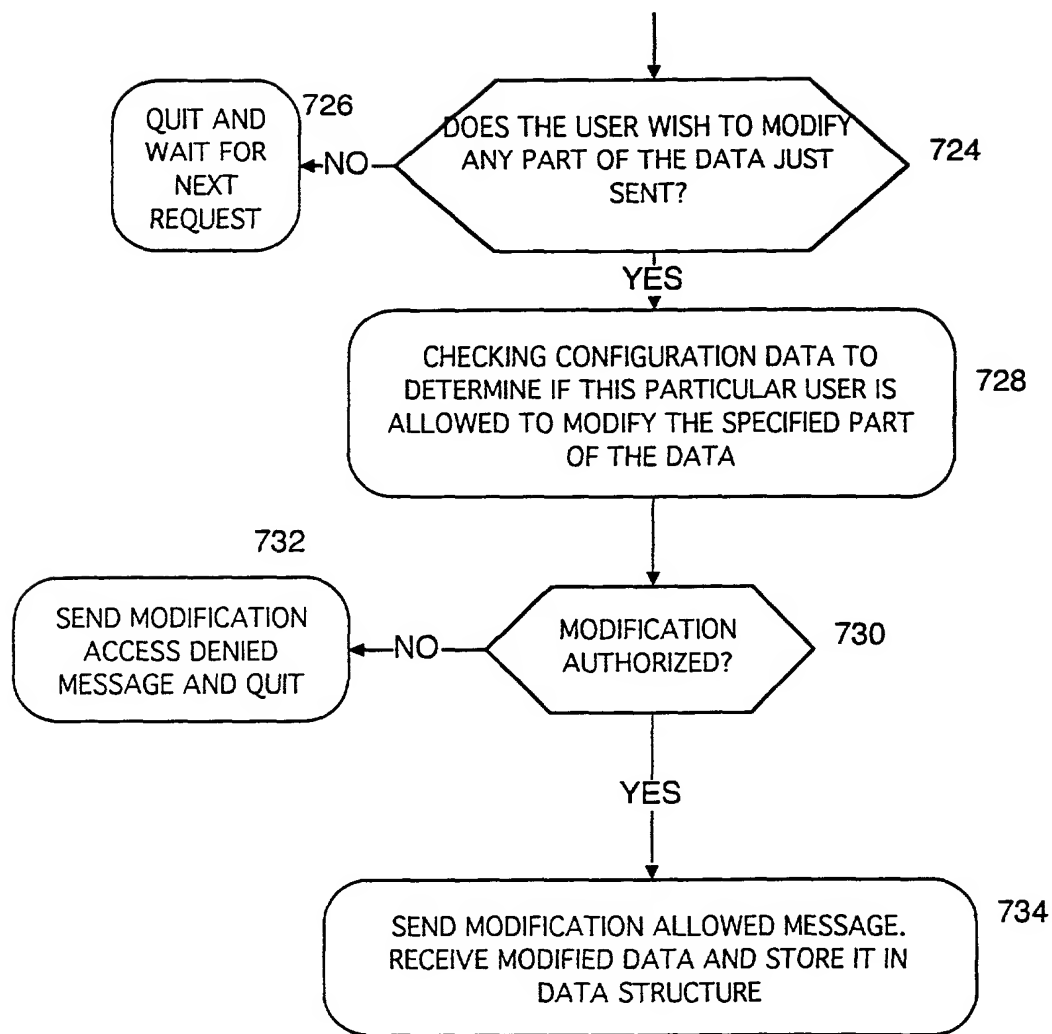 726
QUIT AND
WAIT FOR
NEXT
REQUEST
NO
DOES THE USER WISH TO MODIFY
ANY PART OF THE DATA JUST
SENT?
724
YES
CHECKING CONFIGURATION DATA TO
DETERMINE IF THIS PARTICULAR USER IS
ALLOWED TO MODIFY THE SPECIFIED PART
OF THE DATA
728
732
SEND MODIFICATION
ACCESS DENIED
MESSAGE AND QUIT
NO
MODIFICATION
AUTHORIZED?
730
YES
SEND MODIFICATION ALLOWED MESSAGE.
RECEIVE MODIFIED DATA AND STORE IT IN
DATA STRUCTURE
734